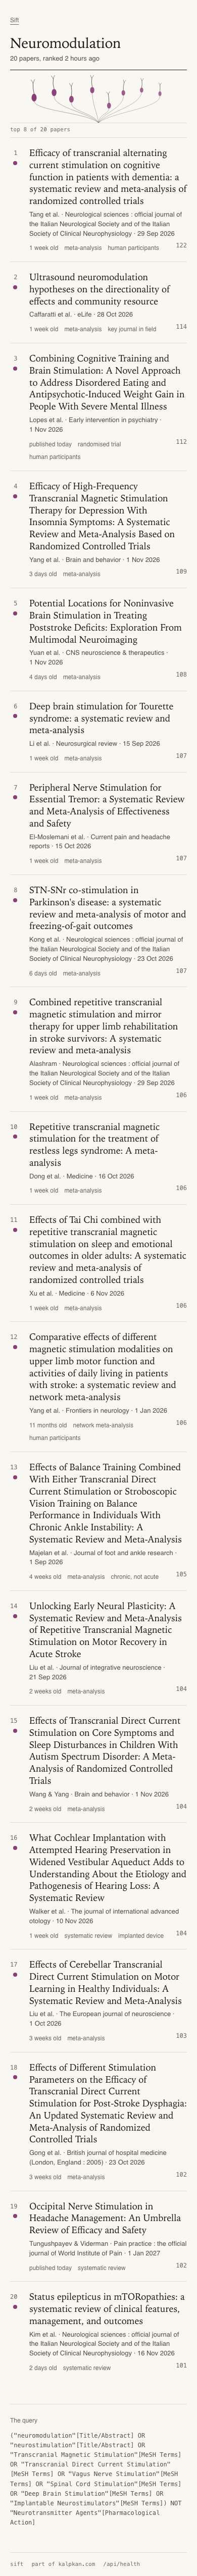 Sift
Neuromodulation
20 papers, ranked 2 hours ago
top 8 of 20 papers
1
Efficacy of transcranial alternating
current stimulation on cognitive
function in patients with dementia: a
systematic review and meta-analysis of
randomized controlled trials
Tang et al. · Neurological sciences : official journal of
the Italian Neurological Society and of the Italian
Society of Clinical Neurophysiology · 29 Sep 2026
1 week old meta-analysis human participants
122
2
Ultrasound neuromodulation
hypotheses on the directionality of
effects and community resource
Caffaratti et al. · eLife · 28 Oct 2026
1 week old meta-analysis key journal in field
114
3
Combining Cognitive Training and
Brain Stimulation: A Novel Approach
to Address Disordered Eating and
Antipsychotic-Induced Weight Gain in
People With Severe Mental Illness
Lopes et al. · Early intervention in psychiatry ·
1 Nov 2026
published today randomised trial
human participants
112
4
Efficacy of High-Frequency
Transcranial Magnetic Stimulation
Therapy for Depression With
Insomnia Symptoms: A Systematic
Review and Meta-Analysis Based on
Randomized Controlled Trials
Yang et al. · Brain and behavior · 1 Nov 2026
3 days old meta-analysis
109
5
Potential Locations for Noninvasive
Brain Stimulation in Treating
Poststroke Deficits: Exploration From
Multimodal Neuroimaging
Yuan et al. · CNS neuroscience & therapeutics ·
1 Nov 2026
4 days old meta-analysis
108
6
Deep brain stimulation for Tourette
syndrome: a systematic review and
meta-analysis
Li et al. · Neurosurgical review · 15 Sep 2026
1 week old meta-analysis
107
7
Peripheral Nerve Stimulation for
Essential Tremor: a Systematic Review
and Meta-Analysis of Effectiveness
and Safety
El-Moslemani et al. · Current pain and headache
reports · 15 Oct 2026
1 week old meta-analysis
107
8
STN-SNr co-stimulation in
Parkinson's disease: a systematic
review and meta-analysis of motor and
freezing-of-gait outcomes
Kong et al. · Neurological sciences : official journal of
the Italian Neurological Society and of the Italian
Society of Clinical Neurophysiology · 23 Oct 2026
6 days old meta-analysis
107
9
Combined repetitive transcranial
magnetic stimulation and mirror
therapy for upper limb rehabilitation
in stroke survivors: A systematic
review and meta-analysis
Alashram · Neurological sciences : official journal of
the Italian Neurological Society and of the Italian
Society of Clinical Neurophysiology · 29 Sep 2026
1 week old meta-analysis
106
10
Repetitive transcranial magnetic
stimulation for the treatment of
restless legs syndrome: A meta-
analysis
Dong et al. · Medicine · 16 Oct 2026
1 week old meta-analysis
106
11
Effects of Tai Chi combined with
repetitive transcranial magnetic
stimulation on sleep and emotional
outcomes in older adults: A systematic
review and meta-analysis of
randomized controlled trials
Xu et al. · Medicine · 6 Nov 2026
1 week old meta-analysis
106
12
Comparative effects of different
magnetic stimulation modalities on
upper limb motor function and
activities of daily living in patients
with stroke: a systematic review and
network meta-analysis
Yang et al. · Frontiers in neurology · 1 Jan 2026
11 months old network meta-analysis
human participants
106
13
Effects of Balance Training Combined
With Either Transcranial Direct
Current Stimulation or Stroboscopic
Vision Training on Balance
Performance in Individuals With
Chronic Ankle Instability: A
Systematic Review and Meta-Analysis
Majelan et al. · Journal of foot and ankle research ·
1 Sep 2026
4 weeks old meta-analysis chronic, not acute
105
14
Unlocking Early Neural Plasticity: A
Systematic Review and Meta-Analysis
of Repetitive Transcranial Magnetic
Stimulation on Motor Recovery in
Acute Stroke
Liu et al. · Journal of integrative neuroscience ·
21 Sep 2026
2 weeks old meta-analysis
104
15
Effects of Transcranial Direct Current
Stimulation on Core Symptoms and
Sleep Disturbances in Children With
Autism Spectrum Disorder: A Meta-
Analysis of Randomized Controlled
Trials
Wang & Yang · Brain and behavior · 1 Nov 2026
2 weeks old meta-analysis
104
16
What Cochlear Implantation with
Attempted Hearing Preservation in
Widened Vestibular Aqueduct Adds to
Understanding About the Etiology and
Pathogenesis of Hearing Loss: A
Systematic Review
Walker et al. · The journal of international advanced
otology · 10 Nov 2026
1 week old systematic review implanted device
104
17
Effects of Cerebellar Transcranial
Direct Current Stimulation on Motor
Learning in Healthy Individuals: A
Systematic Review and Meta-Analysis
Liu et al. · The European journal of neuroscience ·
1 Oct 2026
3 weeks old meta-analysis
103
18
Effects of Different Stimulation
Parameters on the Efficacy of
Transcranial Direct Current
Stimulation for Post-Stroke Dysphagia:
An Updated Systematic Review and
Meta-Analysis of Randomized
Controlled Trials
Gong et al. · British journal of hospital medicine
(London, England : 2005) · 23 Oct 2026
3 weeks old meta-analysis
102
19
Occipital Nerve Stimulation in
Headache Management: An Umbrella
Review of Efficacy and Safety
Tungushpayev & Viderman · Pain practice : the official
journal of World Institute of Pain · 1 Jan 2027
published today systematic review
102
20
Status epilepticus in mTORopathies: a
systematic review of clinical features,
management, and outcomes
Kim et al. · Neurological sciences : official journal of
the Italian Neurological Society and of the Italian
Society of Clinical Neurophysiology · 16 Nov 2026
2 days old systematic review
101
The query
("neuromodulation"[Title/Abstract] OR
"neurostimulation"[Title/Abstract] OR
"Transcranial Magnetic Stimulation"[MeSH Terms]
OR "Transcranial Direct Current Stimulation"
[MeSH Terms] OR "Vagus Nerve Stimulation"[MeSH
Terms] OR "Spinal Cord Stimulation"[MeSH Terms]
OR "Deep Brain Stimulation"[MeSH Terms] OR
"Implantable Neurostimulators"[MeSH Terms]) NOT
"Neurotransmitter Agents"[Pharmacological
Action]
sift part of kalpkan.com /api/health